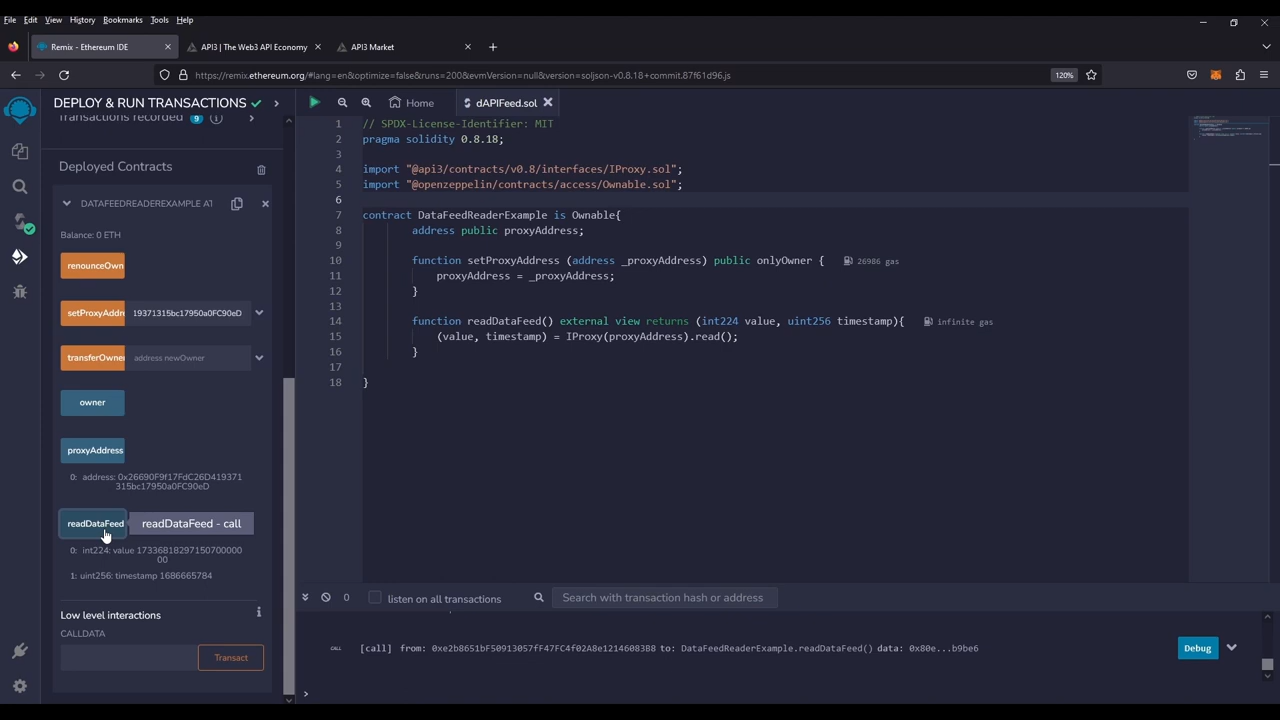 File Edit View History Bookmarks Tools Help
Remix - Ethereum IDE
API3 | The Web3 API Economy
API3 Market
https://remix.ethereum.org/#lang=en&optimize=false&runs=200&evmVersion=null&version=soljson-v0.8.18+commit.87f61d96.js
120%
DEPLOY & RUN TRANSACTIONS
Transactions recorded 9
Deployed Contracts
DATAFEEDREADEREXAMPLE AT
Balance: 0 ETH
renounceOwn
setProxyAddr 19371315bc17950a0FC90eD
transferOwner address newOwner
owner
proxyAddress
0: address: 0x26690F9f17FdC26D419371
315bc17950a0FC90eD
readDataFeed readDataFeed - call
0: int224: value 17336818297150700000
00
1: uint256: timestamp 1686665784
Low level interactions
CALLDATA
Transact
Home
dAPIFeed.sol
1 // SPDX-License-Identifier: MIT
2 pragma solidity 0.8.18;
3
4 import "@api3/contracts/v0.8/interfaces/IProxy.sol";
5 import "@openzeppelin/contracts/access/Ownable.sol";
6
7 contract DataFeedReaderExample is Ownable{
8 address public proxyAddress;
9
10 function setProxyAddress (address _proxyAddress) public onlyOwner { 26986 gas
11 proxyAddress = _proxyAddress;
12 }
13
14 function readDataFeed() external view returns (int224 value, uint256 timestamp){ infinite gas
15 (value, timestamp) = IProxy(proxyAddress).read();
16 }
17
18 }
0 listen on all transactions Search with transaction hash or address
CALL [call] from: 0xe2b8651bF50913057fF47FC4f02A8e12146083B8 to: DataFeedReaderExample.readDataFeed() data: 0x80e...b9be6 Debug
>